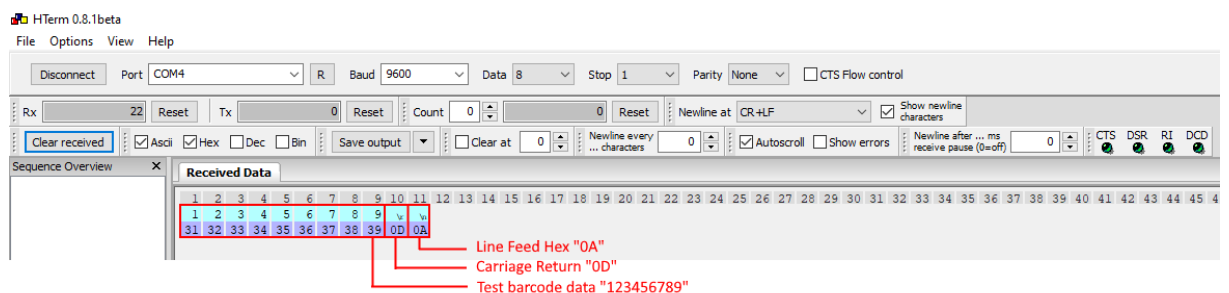 HTerm 0.8.1beta
File Options View Help
Disconnect Port COM4 R Baud 9600 Data 8 Stop 1 Parity None CTS Flow control
Rx 22 Reset Tx 0 Reset Count 0 0 Reset Newline at CR+LF Show newline characters
Clear received Ascii Hex Dec Bin Save output Clear at 0 Newline every ... characters 0 Autoscroll Show errors Newline after ... ms receive pause (0=off) 0 CTS DSR RI DCD
Sequence Overview X Received Data
1 2 3 4 5 6 7 8 9 10 11 12 13 14 15 16 17 18 19 20 21 22 23 24 25 26 27 28 29 30 31 32 33 34 35 36 37 38 39 40 41 42 43 44 45 4
1 2 3 4 5 6 7 8 9 \r \n
31 32 33 34 35 36 37 38 39 0D 0A
Line Feed Hex "0A"
Carriage Return "0D"
Test barcode data "123456789"